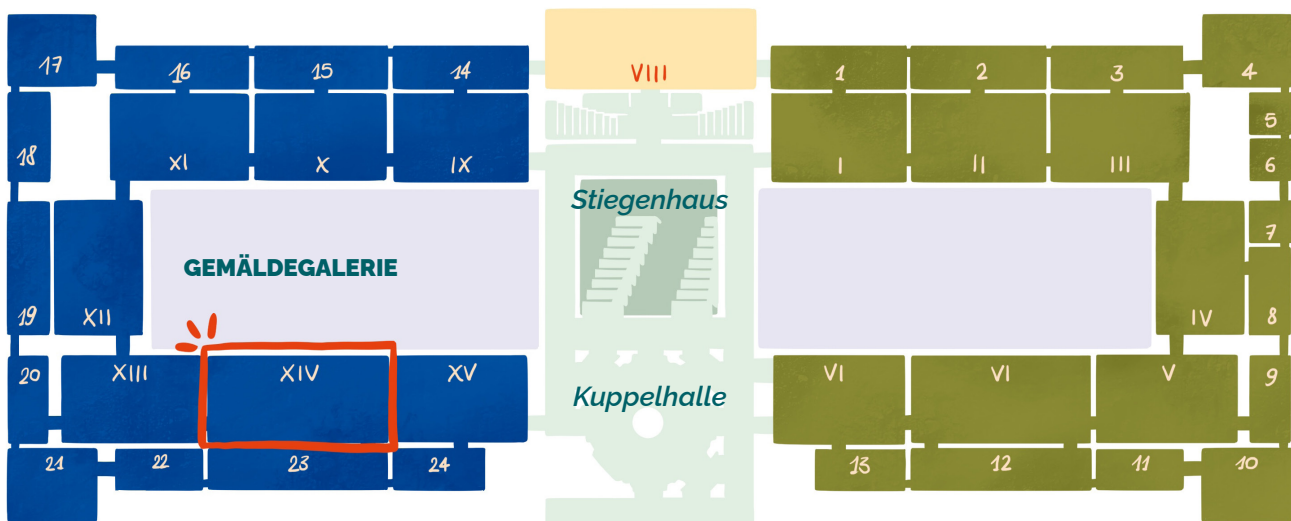 VIII
17
16
15
14
1
2
3
4
5
18
XI
X
IX
I
II
III
6
Stiegenhaus
7
GEMÄLDEGALERIE
19
XII
IV
8
20
XIII
XIV
XV
Kuppelhalle
VI
VI
V
9
21
22
23
24
13
12
11
10